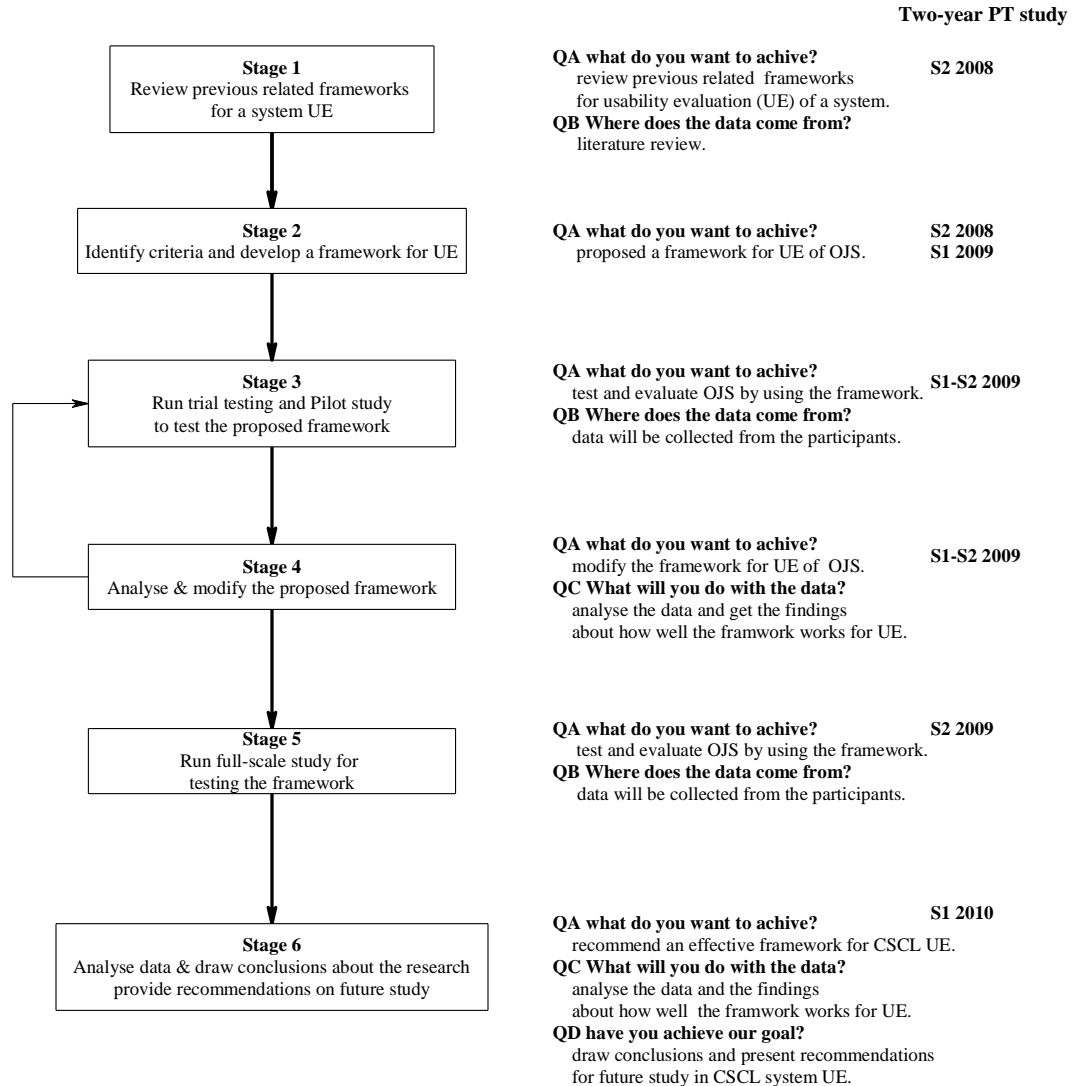 Two-year PT study
Stage 1
Review previous related frameworks
for a system UE
QA what do you want to achive?
review previous related frameworks
for usability evaluation (UE) of a system.
QB Where does the data come from?
literature review.
S2 2008
Stage 2
Identify criteria and develop a framework for UE
QA what do you want to achive?
proposed a framework for UE of OJS.
S2 2008
S1 2009
Stage 3
Run trial testing and Pilot study
to test the proposed framework
QA what do you want to achive?
test and evaluate OJS by using the framework.
QB Where does the data come from?
data will be collected from the participants.
S1-S2 2009
Stage 4
Analyse & modify the proposed framework
QA what do you want to achive?
modify the framework for UE of OJS.
QC What will you do with the data?
analyse the data and get the findings
about how well the framwork works for UE.
S1-S2 2009
Stage 5
Run full-scale study for
testing the framework
QA what do you want to achive?
test and evaluate OJS by using the framework.
QB Where does the data come from?
data will be collected from the participants.
S2 2009
Stage 6
Analyse data & draw conclusions about the research
provide recommendations on future study
QA what do you want to achive?
recommend an effective framework for CSCL UE.
QC What will you do with the data?
analyse the data and the findings
about how well the framwork works for UE.
QD have you achieve our goal?
draw conclusions and present recommendations
for future study in CSCL system UE.
S1 2010